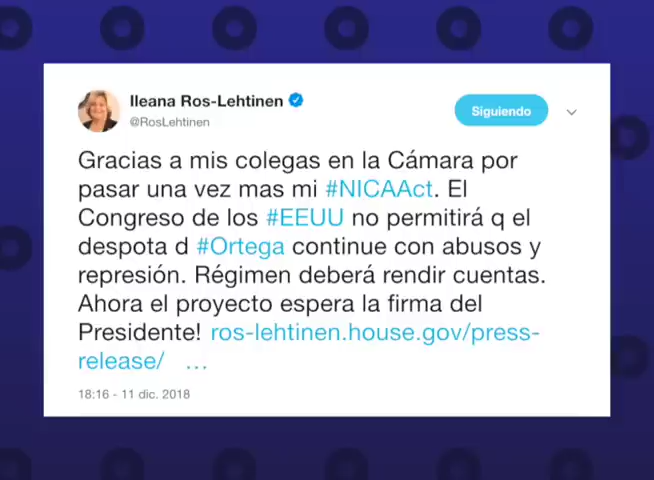 Ileana Ros-Lehtinen
@RosLehtinen
Siguiendo
Gracias a mis colegas en la Cámara por
pasar una vez mas mi #NICAAct. El
Congreso de los #EEUU no permitirá q el
despota d #Ortega continue con abusos y
represión. Régimen deberá rendir cuentas.
Ahora el proyecto espera la firma del
Presidente! ros-lehtinen.house.gov/press-
release/ ...
18:16 - 11 dic. 2018